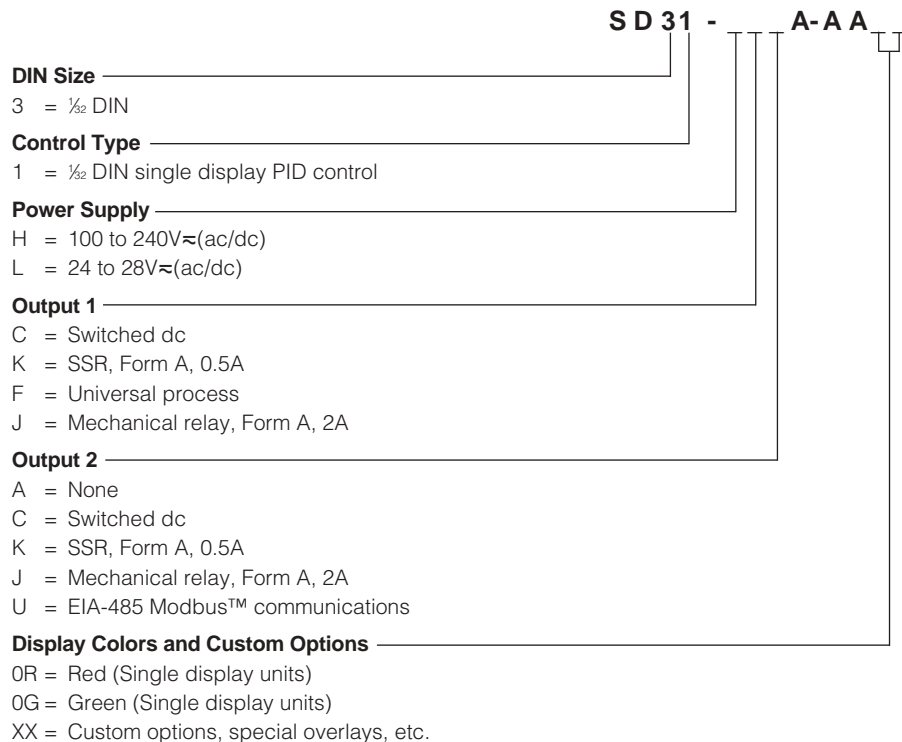 S D 31 - _ _ _ A- A A _ _
DIN Size
3 = ¹⁄₃₂ DIN
Control Type
1 = ¹⁄₃₂ DIN single display PID control
Power Supply
H = 100 to 240V≂(ac/dc)
L = 24 to 28V≂(ac/dc)
Output 1
C = Switched dc
K = SSR, Form A, 0.5A
F = Universal process
J = Mechanical relay, Form A, 2A
Output 2
A = None
C = Switched dc
K = SSR, Form A, 0.5A
J = Mechanical relay, Form A, 2A
U = EIA-485 Modbus™ communications
Display Colors and Custom Options
0R = Red (Single display units)
0G = Green (Single display units)
XX = Custom options, special overlays, etc.